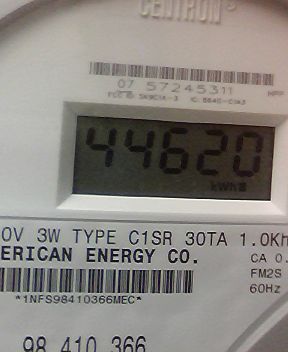 CENTRON®
07 57245311
44620
kWh
0V 3W TYPE C1SR 30TA 1.0Kh
ERICAN ENERGY CO.
CA 0.
FM2S
60Hz
*1NFS98410366MEC*
98 410 366